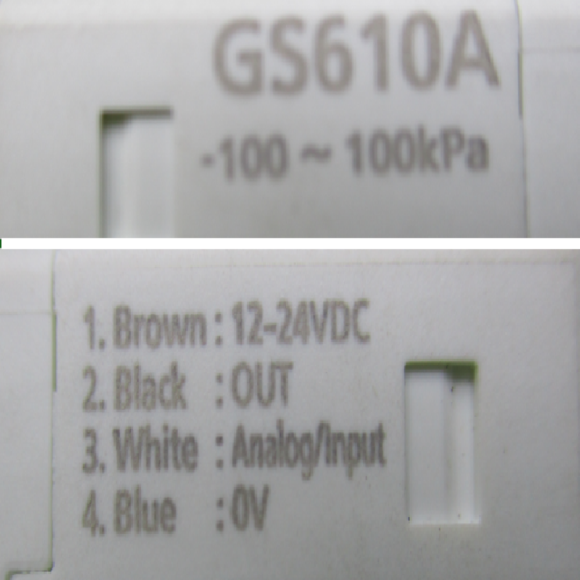 GS610A
-100 ~ 100kPa
1. Brown : 12-24VDC
2. Black : OUT
3. White : Analog/Input
4. Blue : 0V